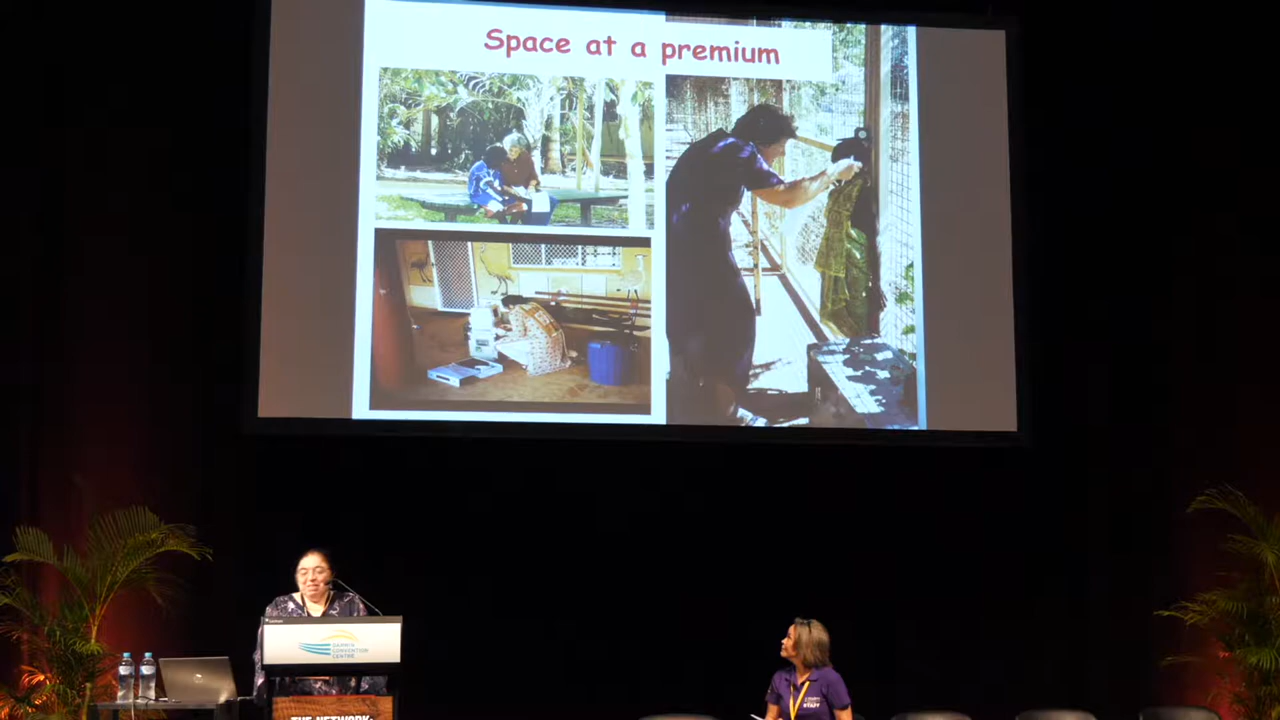 Space at a premium
DARWIN
CONVENTION
CENTRE
THE NETWORK:
STAFF